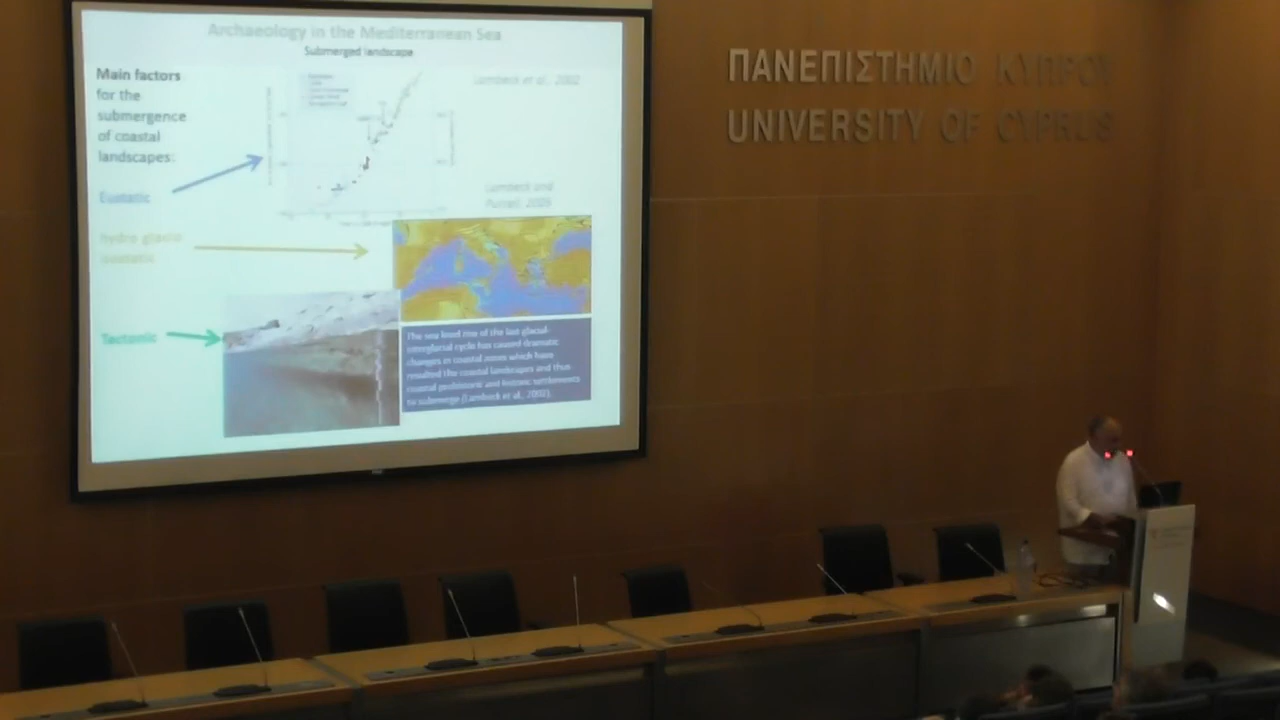 Archaeology in the Mediterranean Sea
Submerged landscape
Main factors
for the
submergence
of coastal
landscapes:
Lambeck et al., 2002
Eustatic
Lambeck and
Purcell, 2005
hydro glacio
isostatic
Tectonic
The sea level rise of the last glacial-
interglacial cycle has caused dramatic
changes in coastal zones which have
resulted the coastal landscapes and thus
coastal prehistoric and historic settlements
to submerge (Lambeck et al., 2002).
ΠΑΝΕΠΙΣΤΗΜΙΟ ΚΥΠΡΟΥ
UNIVERSITY OF CYPRUS